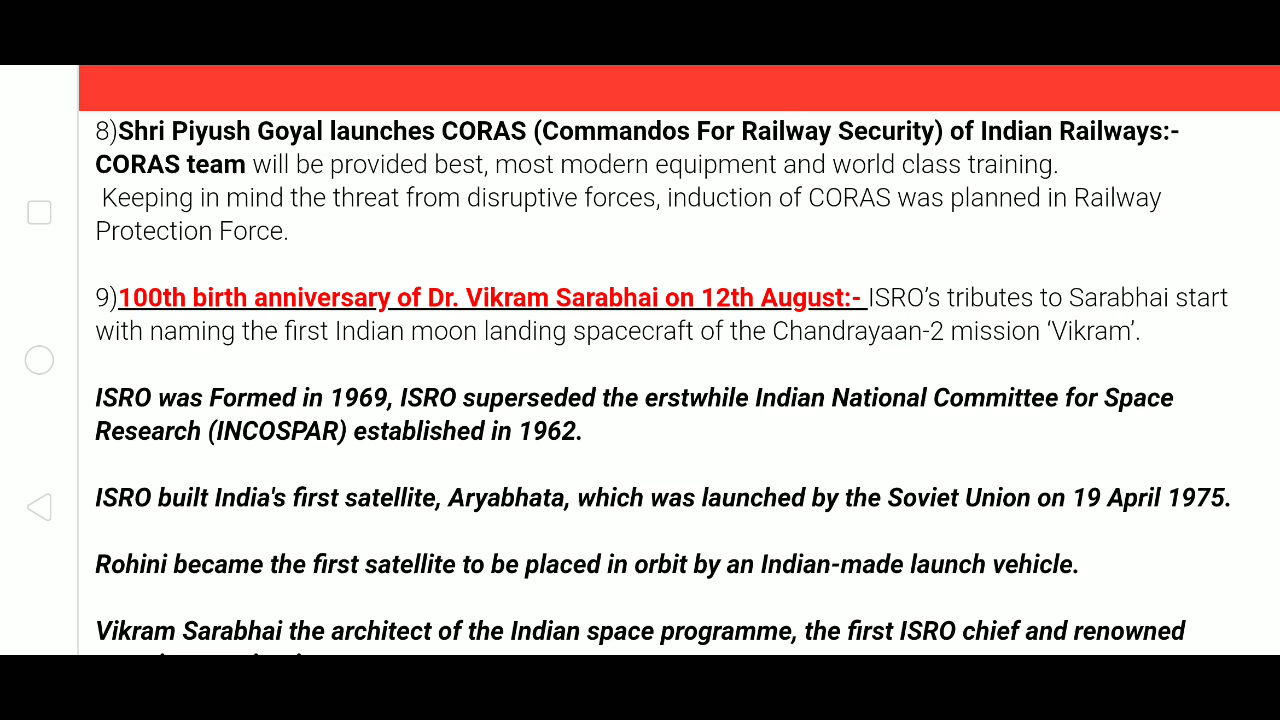 8)Shri Piyush Goyal launches CORAS (Commandos For Railway Security) of Indian Railways:-
CORAS team will be provided best, most modern equipment and world class training.
Keeping in mind the threat from disruptive forces, induction of CORAS was planned in Railway
Protection Force.
9)100th birth anniversary of Dr. Vikram Sarabhai on 12th August:- ISRO’s tributes to Sarabhai start
with naming the first Indian moon landing spacecraft of the Chandrayaan-2 mission ‘Vikram’.
ISRO was Formed in 1969, ISRO superseded the erstwhile Indian National Committee for Space
Research (INCOSPAR) established in 1962.
ISRO built India's first satellite, Aryabhata, which was launched by the Soviet Union on 19 April 1975.
Rohini became the first satellite to be placed in orbit by an Indian-made launch vehicle.
Vikram Sarabhai the architect of the Indian space programme, the first ISRO chief and renowned